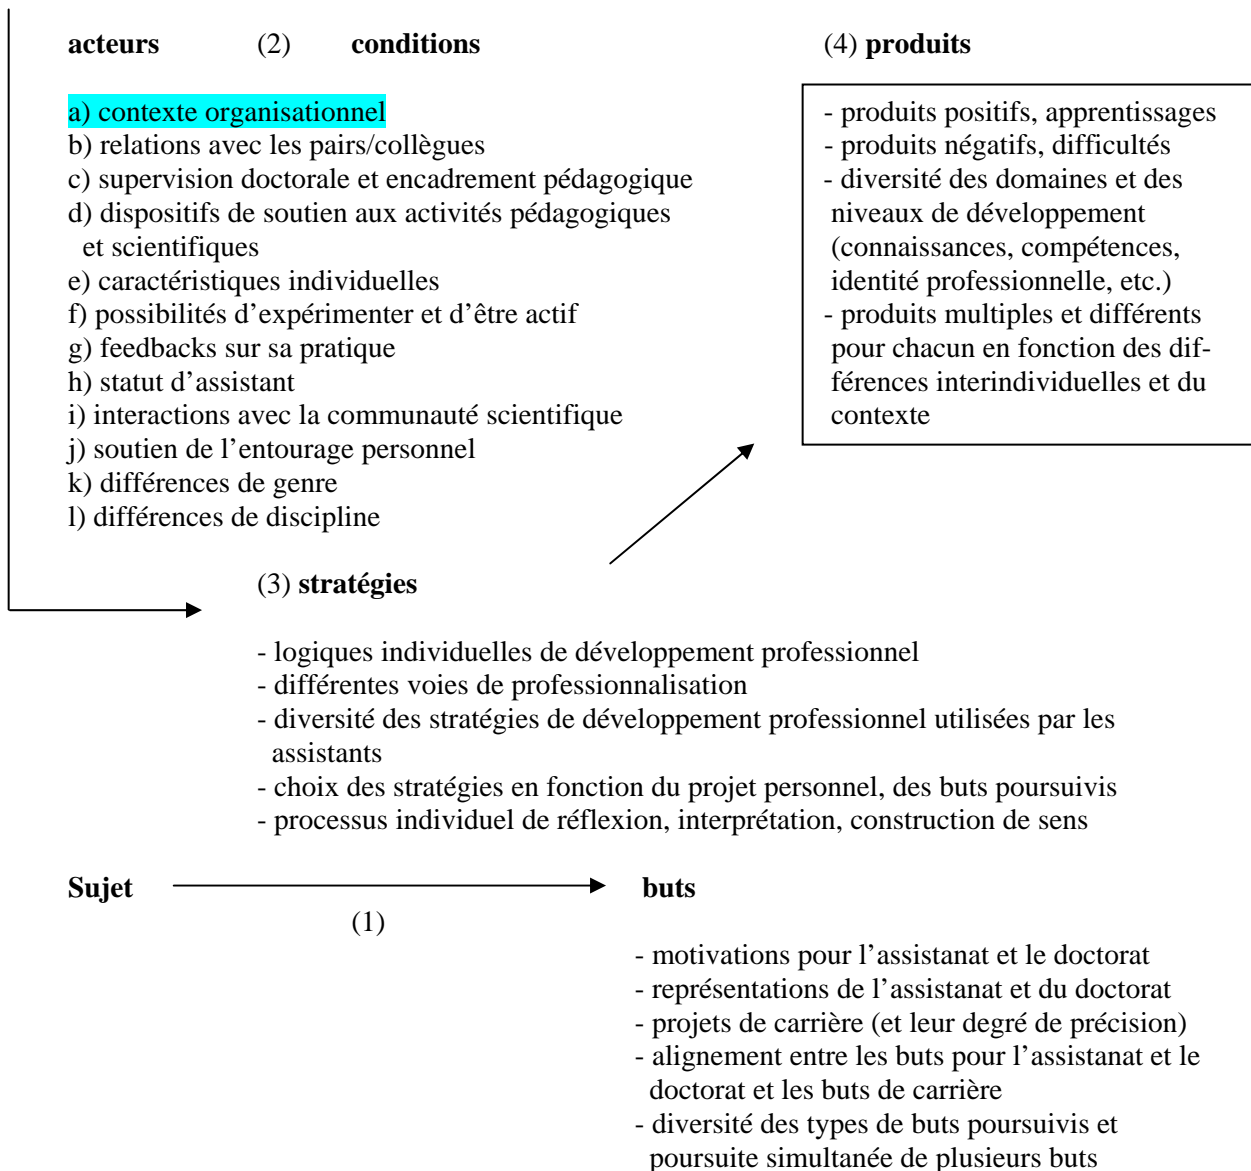 acteurs (2) conditions
a) contexte organisationnel
b) relations avec les pairs/collègues
c) supervision doctorale et encadrement pédagogique
d) dispositifs de soutien aux activités pédagogiques
et scientifiques
e) caractéristiques individuelles
f) possibilités d’expérimenter et d’être actif
g) feedbacks sur sa pratique
h) statut d’assistant
i) interactions avec la communauté scientifique
j) soutien de l’entourage personnel
k) différences de genre
l) différences de discipline
(4) produits
- produits positifs, apprentissages
- produits négatifs, difficultés
- diversité des domaines et des
niveaux de développement
(connaissances, compétences,
identité professionnelle, etc.)
- produits multiples et différents
pour chacun en fonction des dif-
férences interindividuelles et du
contexte
(3) stratégies
- logiques individuelles de développement professionnel
- différentes voies de professionnalisation
- diversité des stratégies de développement professionnel utilisées par les
assistants
- choix des stratégies en fonction du projet personnel, des buts poursuivis
- processus individuel de réflexion, interprétation, construction de sens
Sujet buts
(1)
- motivations pour l’assistanat et le doctorat
- représentations de l’assistanat et du doctorat
- projets de carrière (et leur degré de précision)
- alignement entre les buts pour l’assistanat et le
doctorat et les buts de carrière
- diversité des types de buts poursuivis et
poursuite simultanée de plusieurs buts